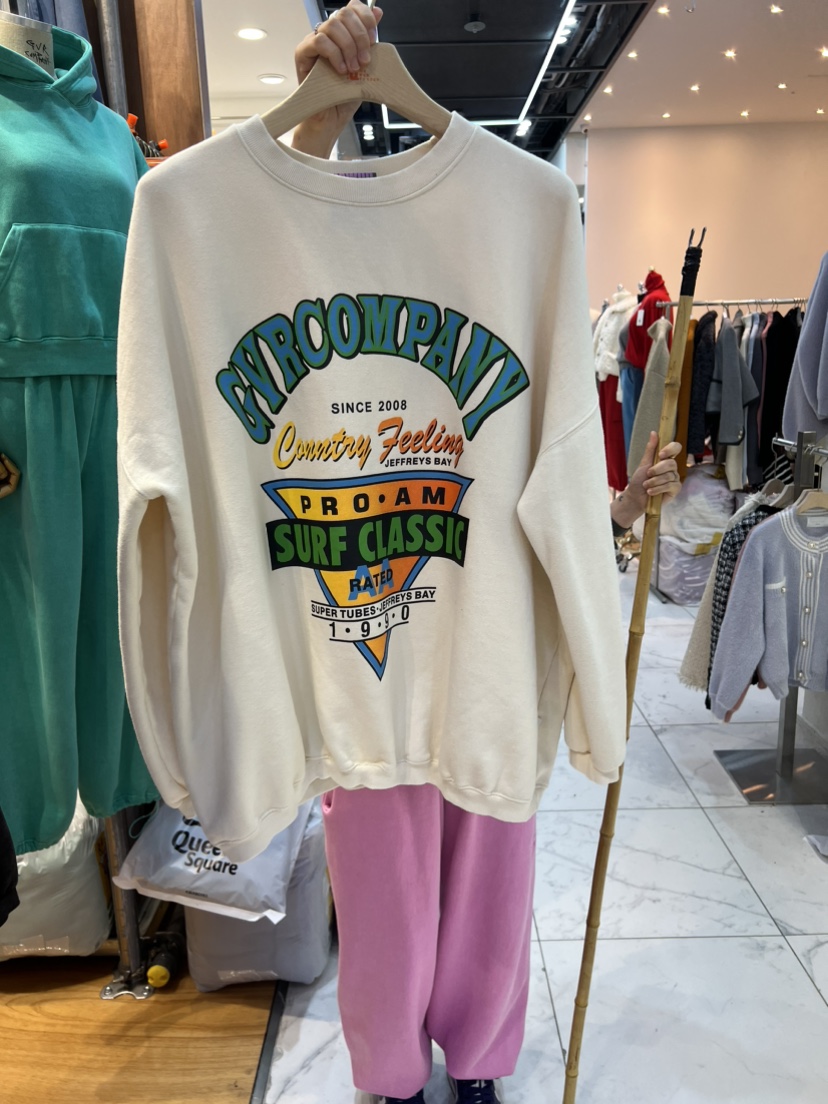 GVRCOMPANY
SINCE 2008
Conntry Feeling
JEFFREYS BAY
PRO•AM
SURF CLASSIC
AA
RATED
SUPER TUBES•JEFFREYS BAY
1•9•9•0
Queen
Square